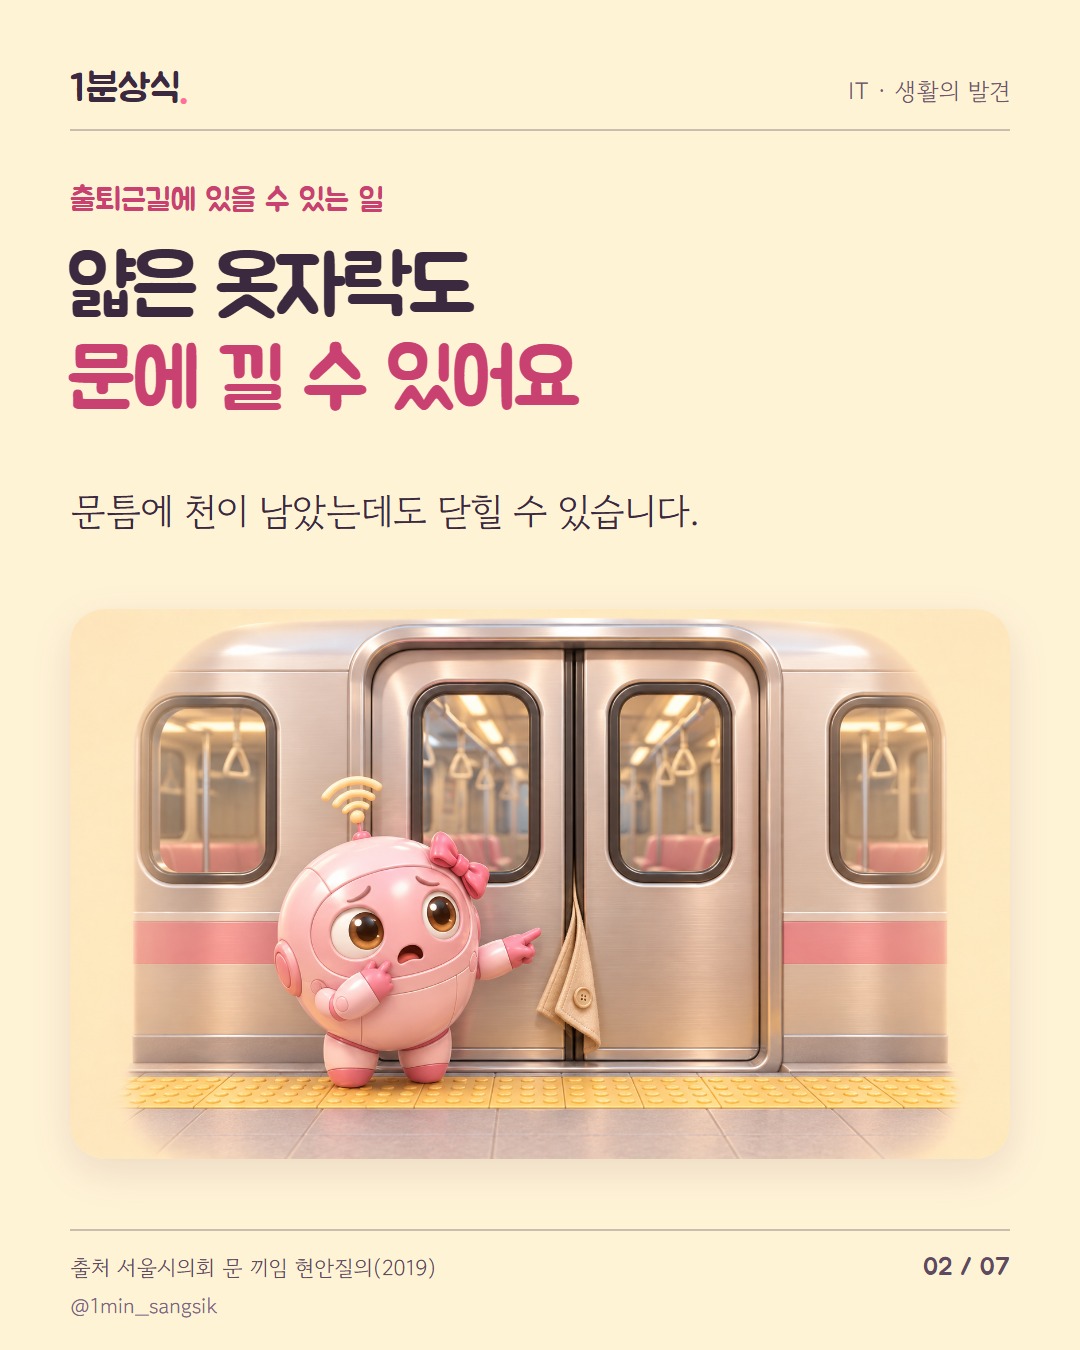 1분상식.
IT · 생활의 발견
출퇴근길에 있을 수 있는 일
얇은 옷자락도
문에 낄 수 있어요
문틈에 천이 남았는데도 닫힐 수 있습니다.
출처 서울시의회 문 끼임 현안질의(2019)
02 / 07
@1min_sangsik